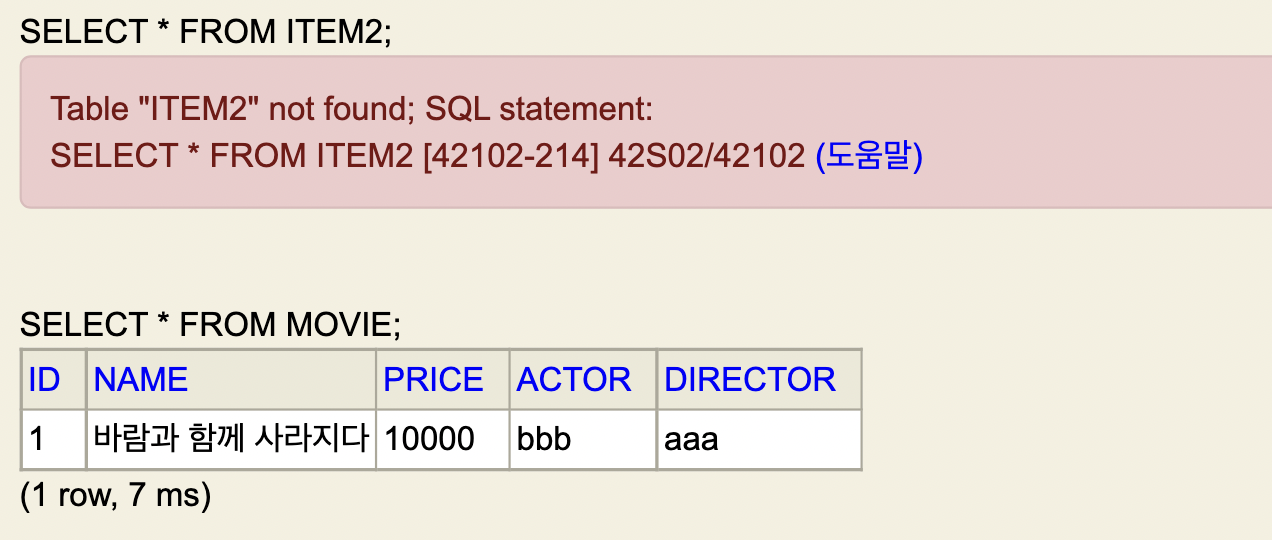 SELECT * FROM ITEM2;
Table "ITEM2" not found; SQL statement:
SELECT * FROM ITEM2 [42102-214] 42S02/42102 (도움말)
SELECT * FROM MOVIE;
ID NAME PRICE ACTOR DIRECTOR
1 바람과 함께 사라지다 10000 bbb aaa
(1 row, 7 ms)